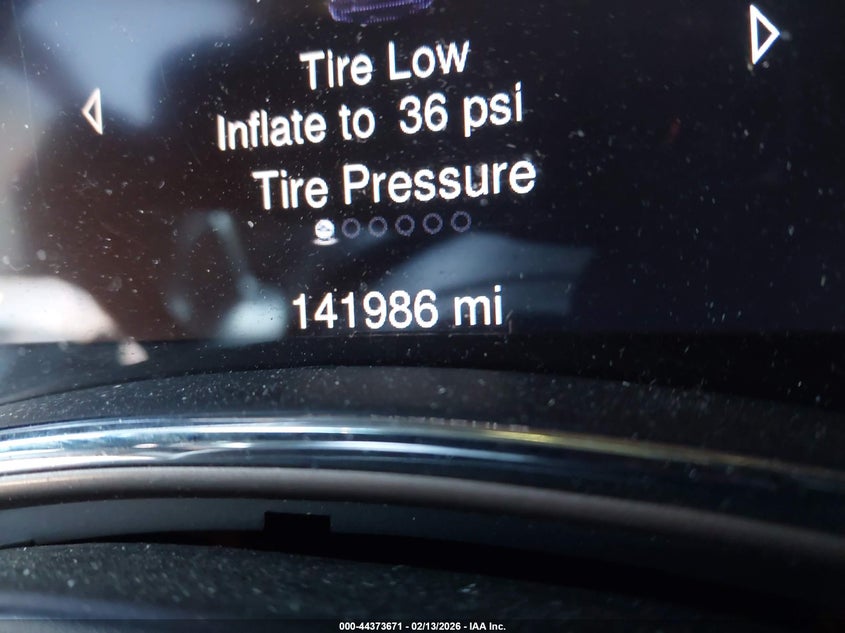 Tire Low
Inflate to 36 psi
Tire Pressure
141986 mi
000-44373671 - 02/13/2026 - IAA Inc.